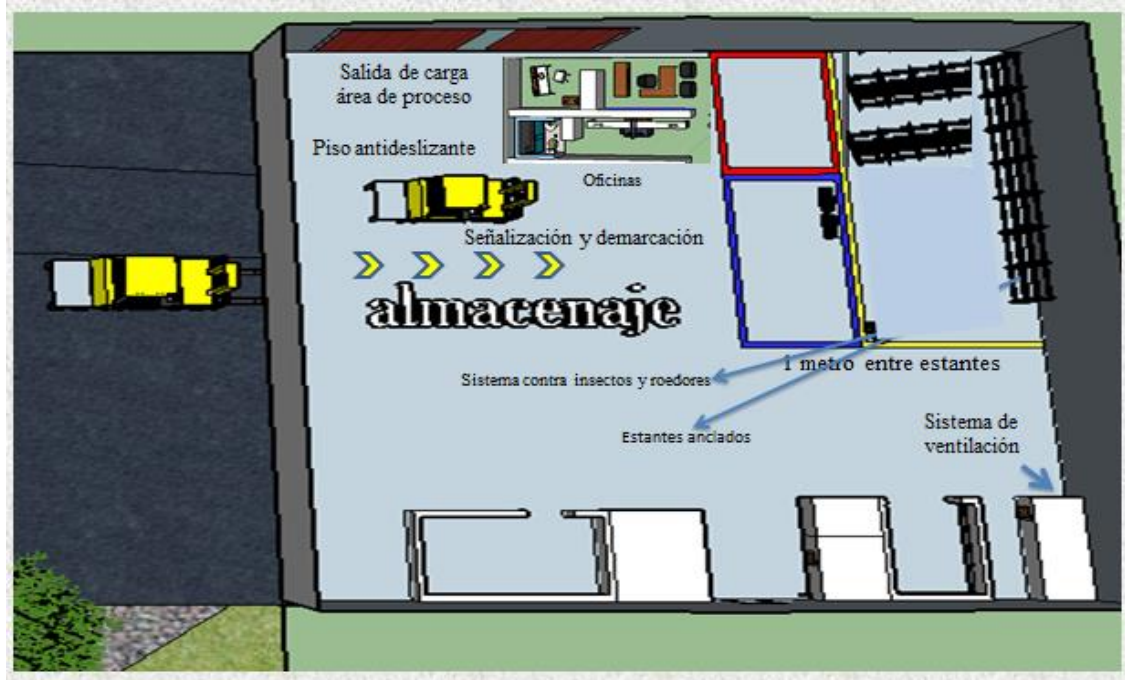 Salida de carga
área de proceso
Piso antideslizante
Oficinas
Señalización y demarcación
almacenaje
1 metro entre estantes
Sistema contra insectos y roedores
Estantes anclados
Sistema de
ventilación